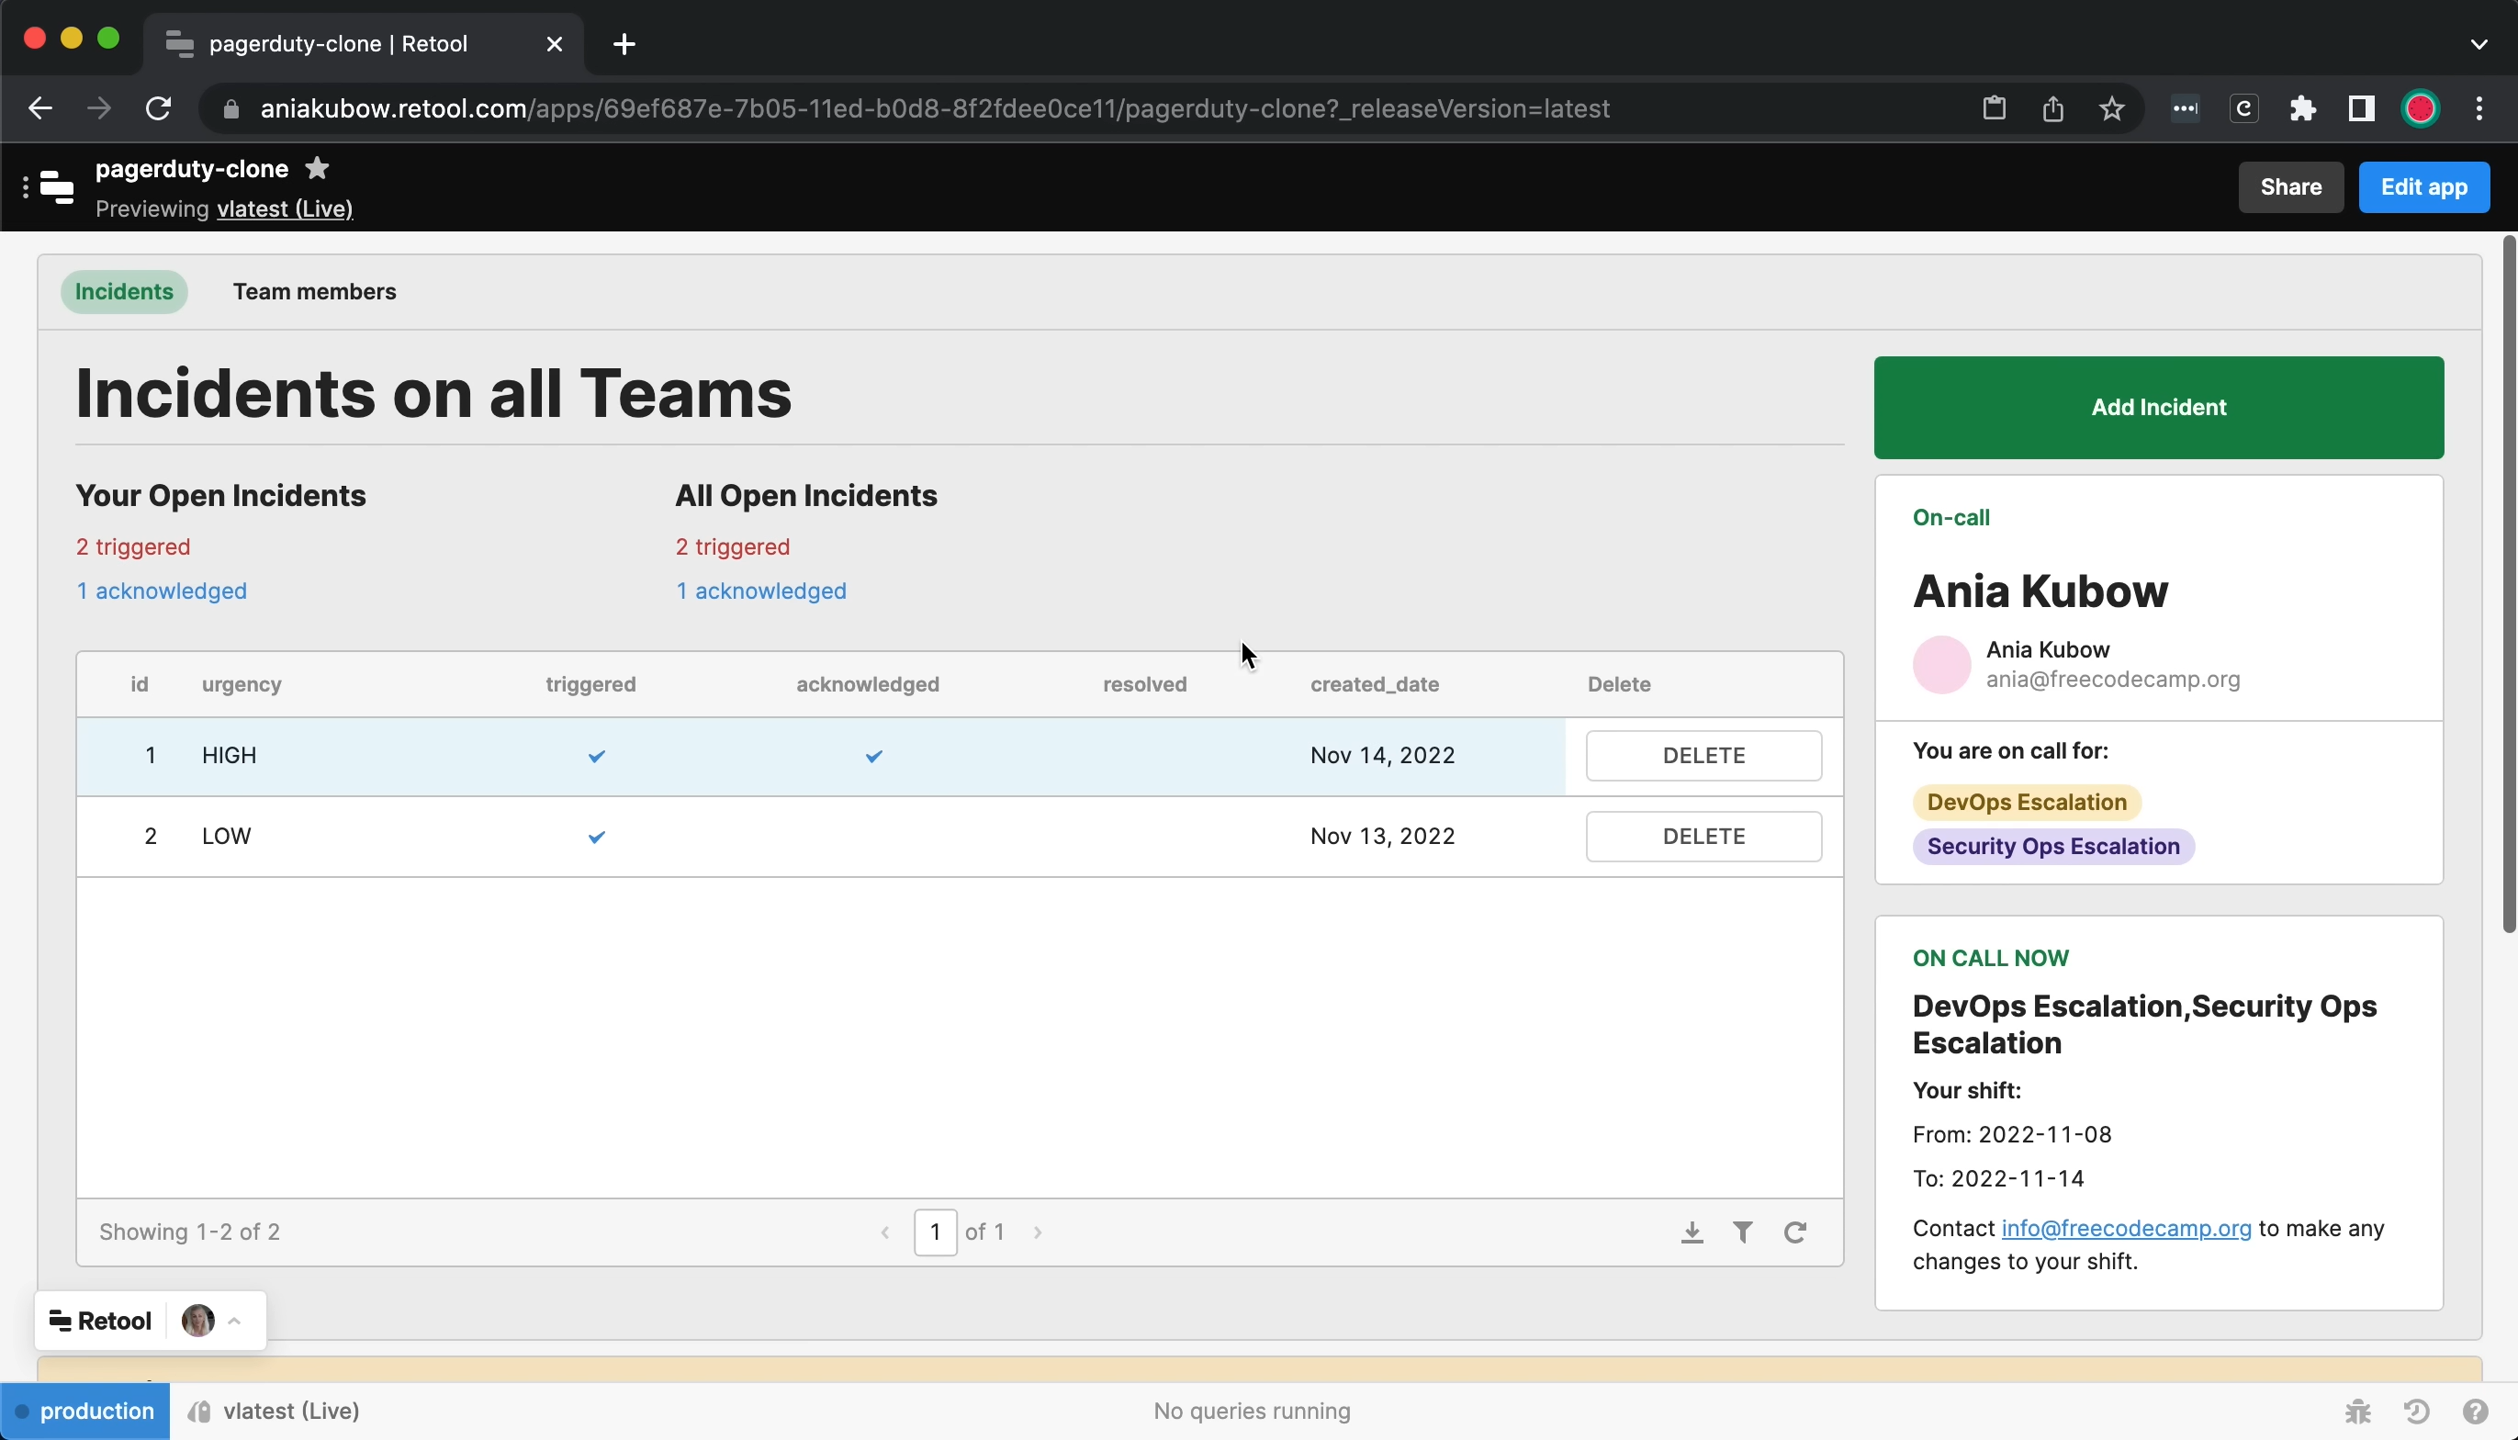 pagerduty-clone | Retool
aniakubow.retool.com/apps/69ef687e-7b05-11ed-b0d8-8f2fdee0ce11/pagerduty-clone?_releaseVersion=latest
pagerduty-clone
Previewing vlatest (Live)
Share
Edit app
Incidents
Team members
Incidents on all Teams
Add Incident
Your Open Incidents
2 triggered
1 acknowledged
All Open Incidents
2 triggered
1 acknowledged
id urgency triggered acknowledged resolved created_date Delete
1 HIGH Nov 14, 2022 DELETE
2 LOW Nov 13, 2022 DELETE
Showing 1-2 of 2
1 of 1
On-call
Ania Kubow
Ania Kubow
ania@freecodecamp.org
You are on call for:
DevOps Escalation
Security Ops Escalation
ON CALL NOW
DevOps Escalation,Security Ops
Escalation
Your shift:
From: 2022-11-08
To: 2022-11-14
Contact info@freecodecamp.org to make any
changes to your shift.
Retool
production
vlatest (Live)
No queries running